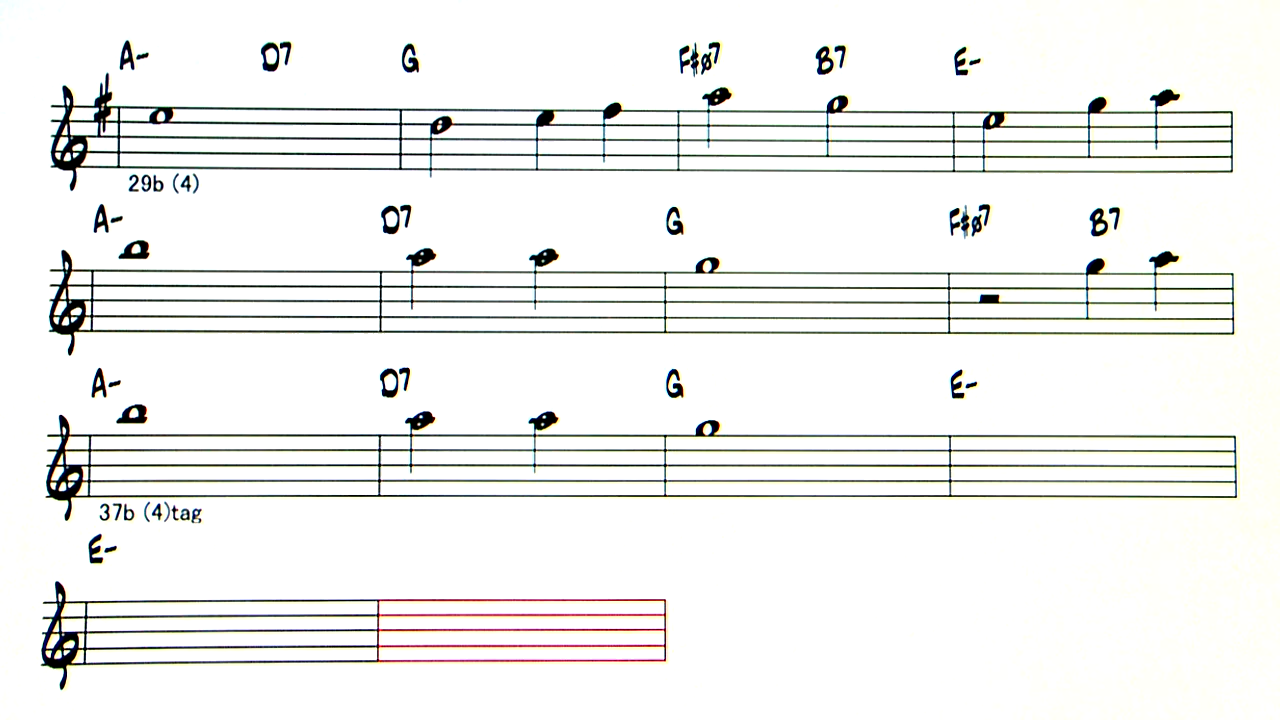 A- D7 G F#ø7 B7 E-
29b (4)
A- D7 G F#ø7 B7
A- D7 G E-
37b (4)tag
E-